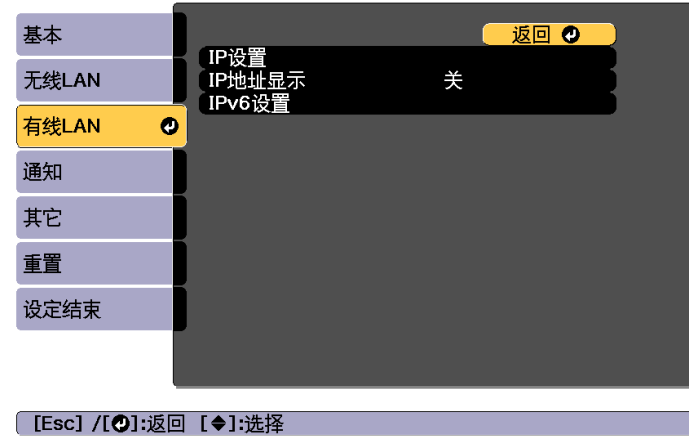 基本
无线LAN
有线LAN
通知
其它
重置
设定结束
返回
IP设置
IP地址显示 关
IPv6设置
[Esc] /[]:返回 [◆]:选择